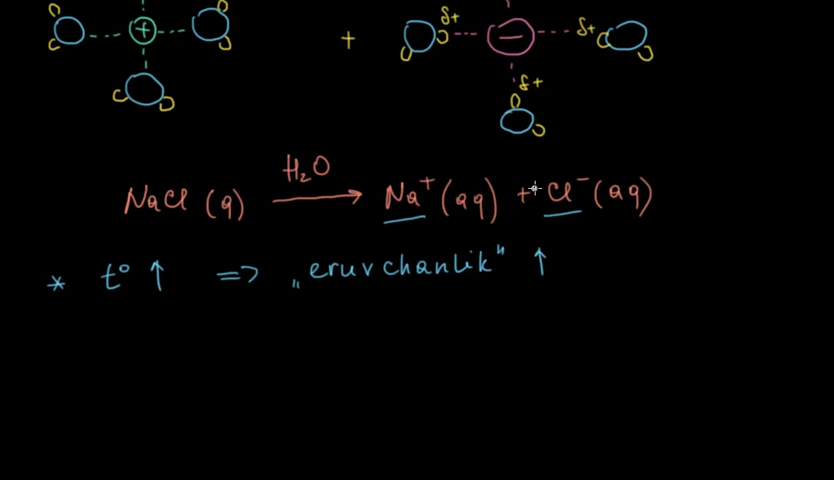 + + δ+ − δ+
δ+
H₂O
NaCl (q) ⟶ Na⁺(aq) + Cl⁻(aq)
* t° ↑ => „eruvchanlik" ↑